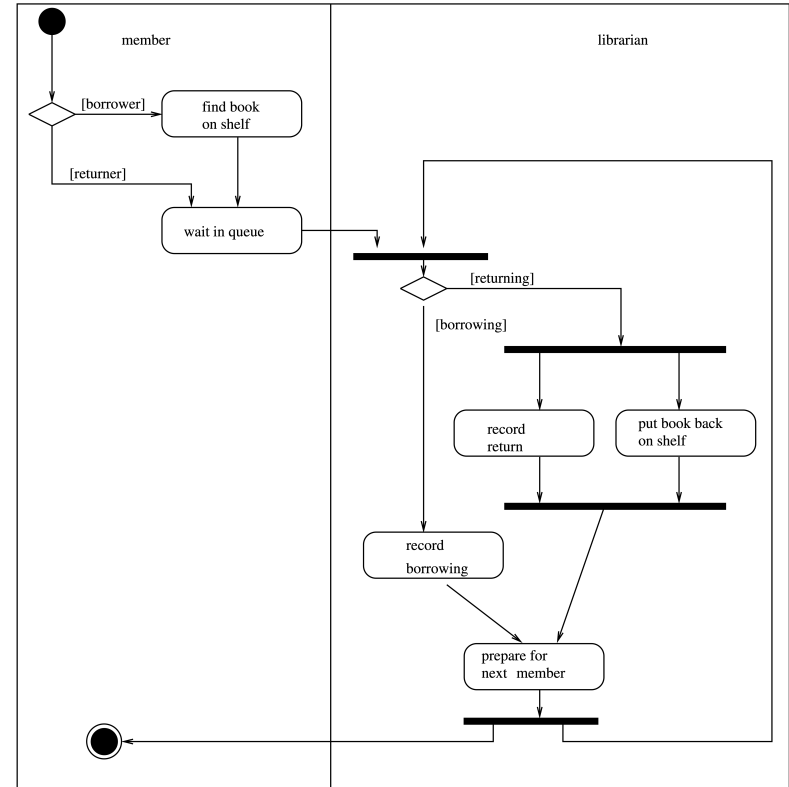 member
librarian
[borrower]
find book
on shelf
[returner]
wait in queue
[returning]
[borrowing]
record
return
put book back
on shelf
record
borrowing
prepare for
next member